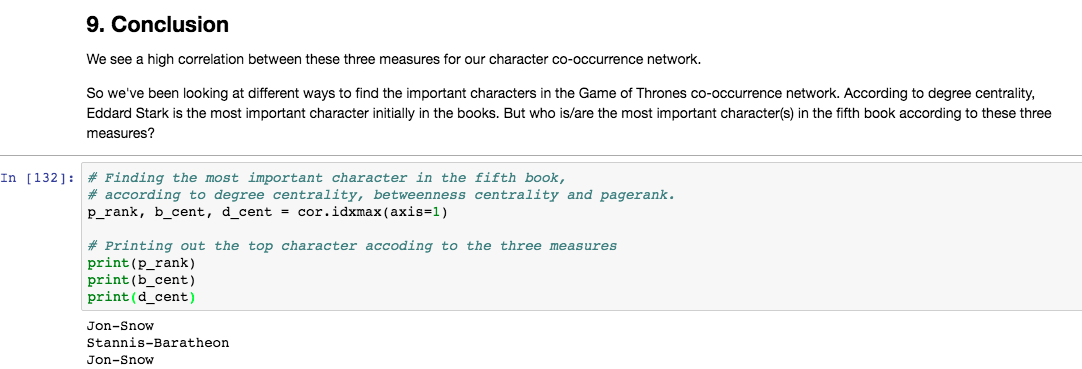 9. Conclusion
We see a high correlation between these three measures for our character co-occurrence network.
So we've been looking at different ways to find the important characters in the Game of Thrones co-occurrence network. According to degree centrality,
Eddard Stark is the most important character initially in the books. But who is/are the most important character(s) in the fifth book according to these three
measures?
In [132]: # Finding the most important character in the fifth book,
# according to degree centrality, betweenness centrality and pagerank.
p_rank, b_cent, d_cent = cor.idxmax(axis=1)
# Printing out the top character accoding to the three measures
print(p_rank)
print(b_cent)
print(d_cent)
Jon-Snow
Stannis-Baratheon
Jon-Snow